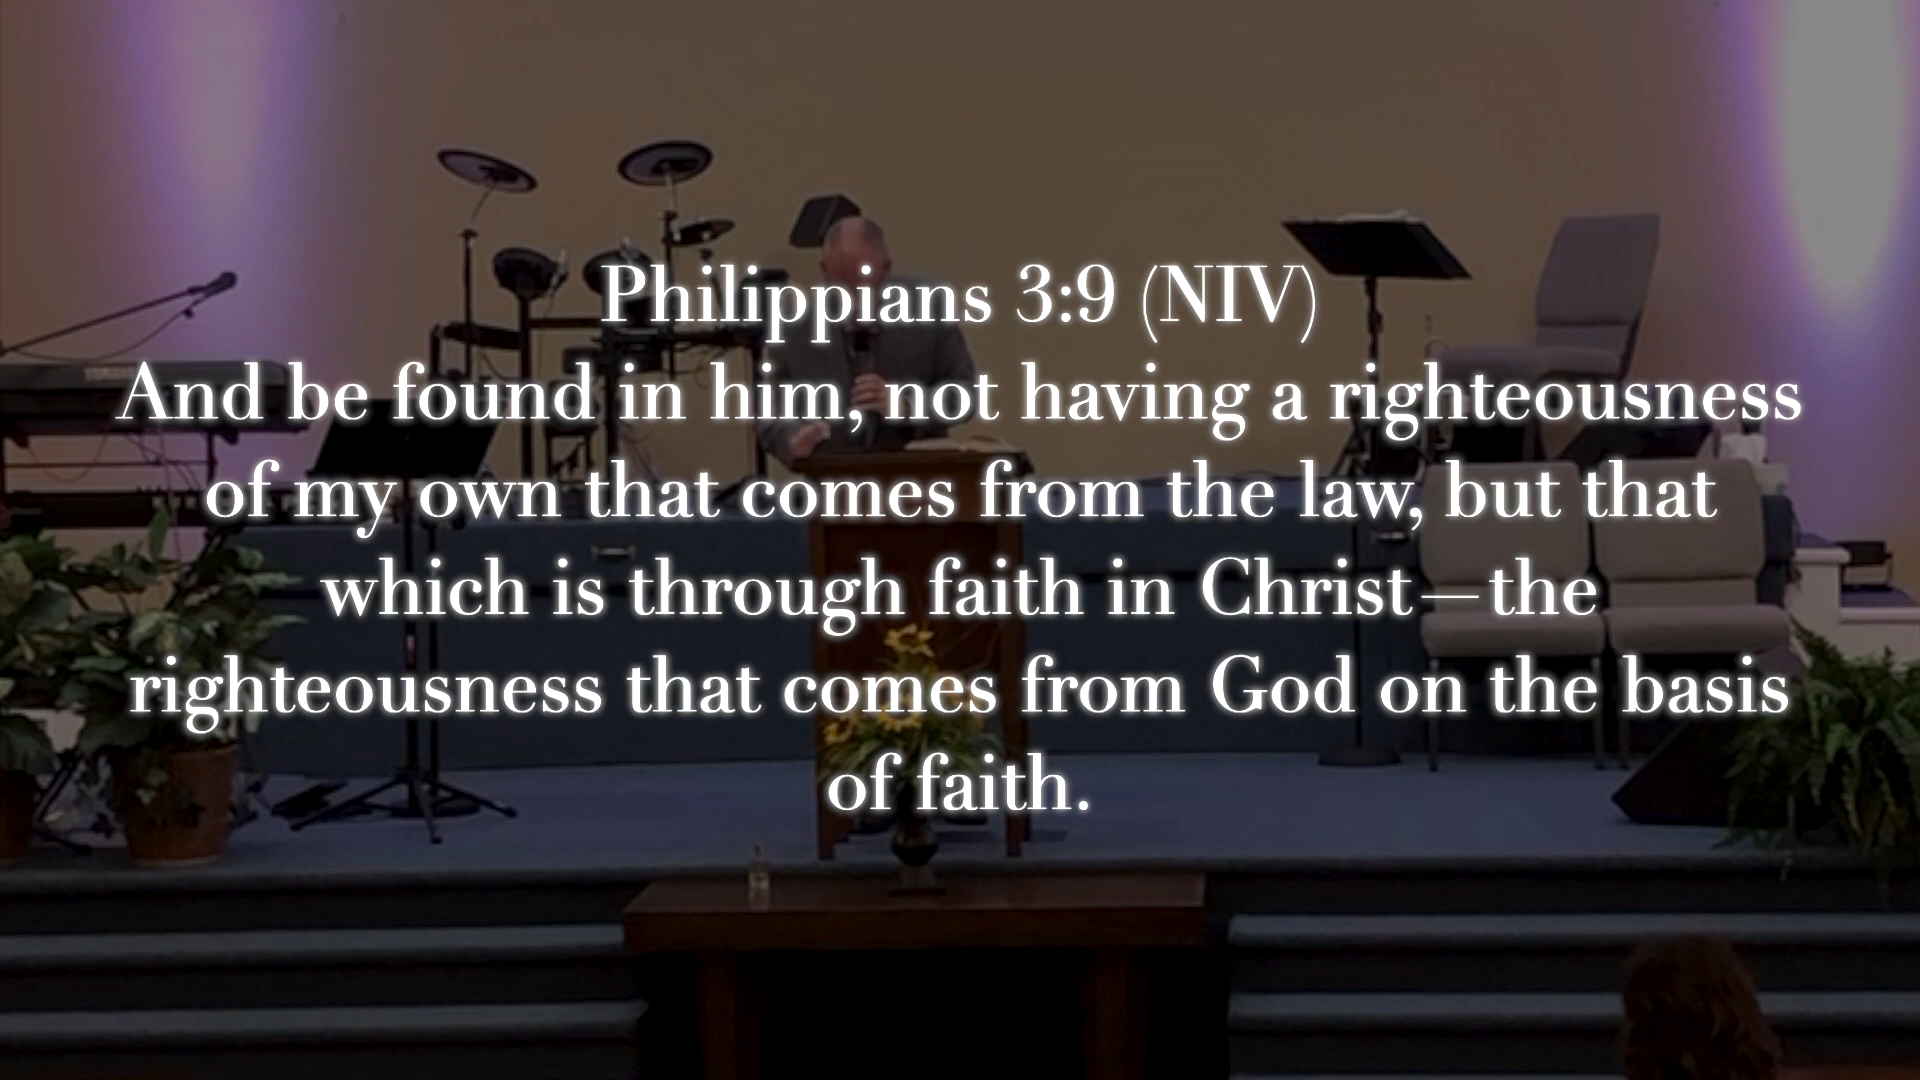 Philippians 3:9 (NIV)
And be found in him, not having a righteousness
of my own that comes from the law, but that
which is through faith in Christ—the
righteousness that comes from God on the basis
of faith.